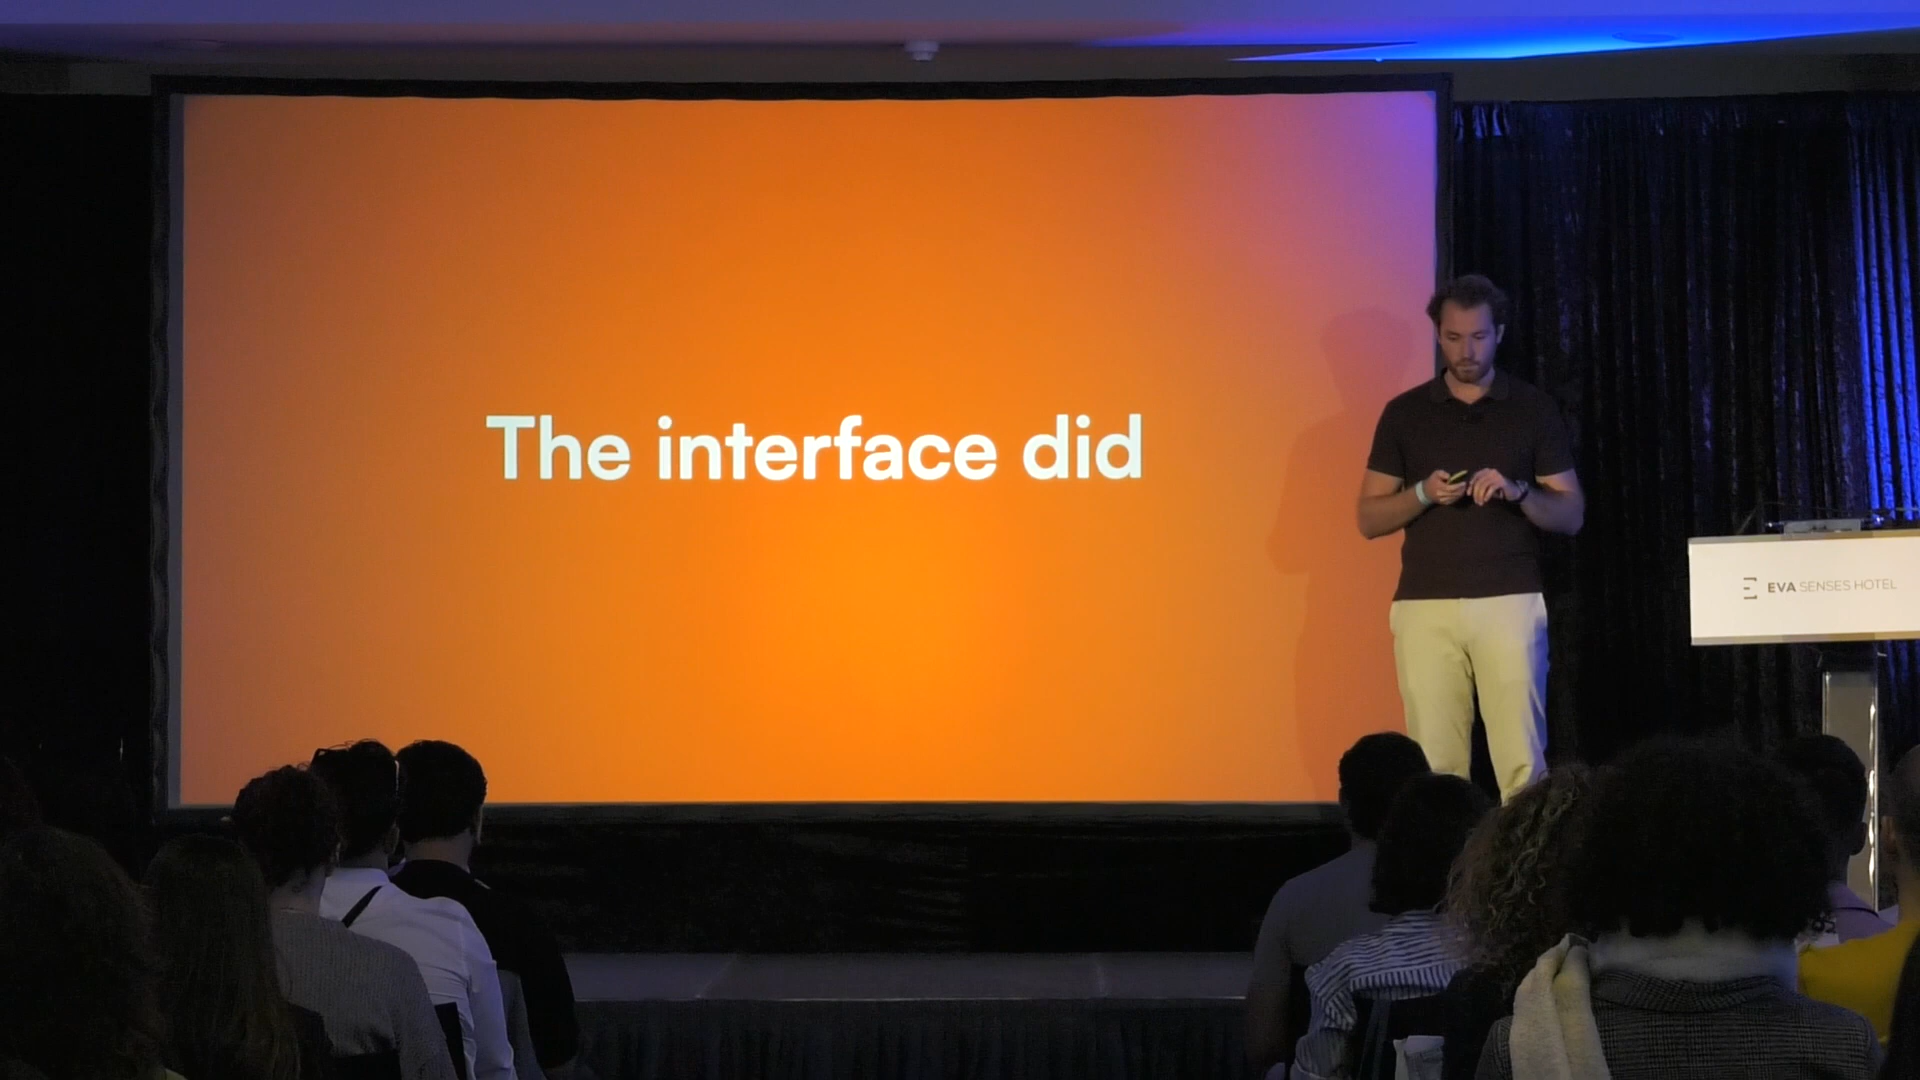 The interface did
EVA SENSES HOTEL